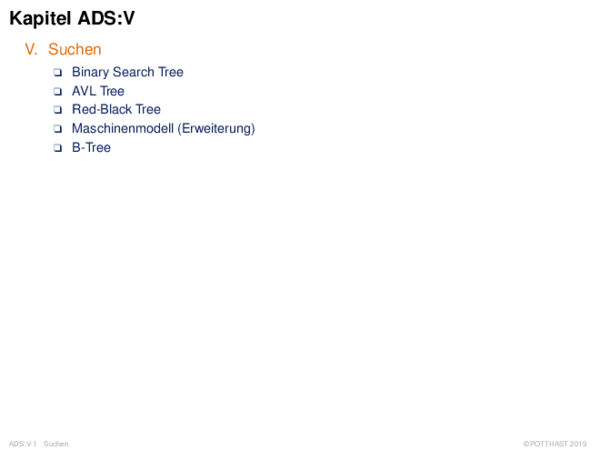 Kapitel ADS:V
V. Suchen
❑ Binary Search Tree
❑ AVL Tree
❑ Red-Black Tree
❑ Maschinenmodell (Erweiterung)
❑ B-Tree
ADS:V-1 Suchen
©POTTHAST 2019